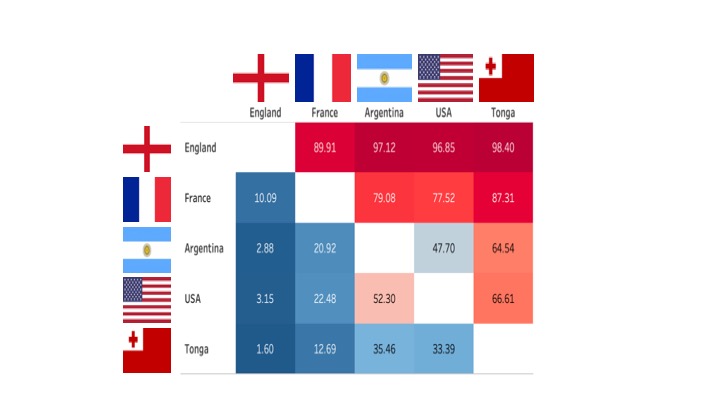 England France Argentina USA Tonga
England 89.91 97.12 96.85 98.40
France 10.09 79.08 77.52 87.31
Argentina 2.88 20.92 47.70 64.54
USA 3.15 22.48 52.30 66.61
Tonga 1.60 12.69 35.46 33.39